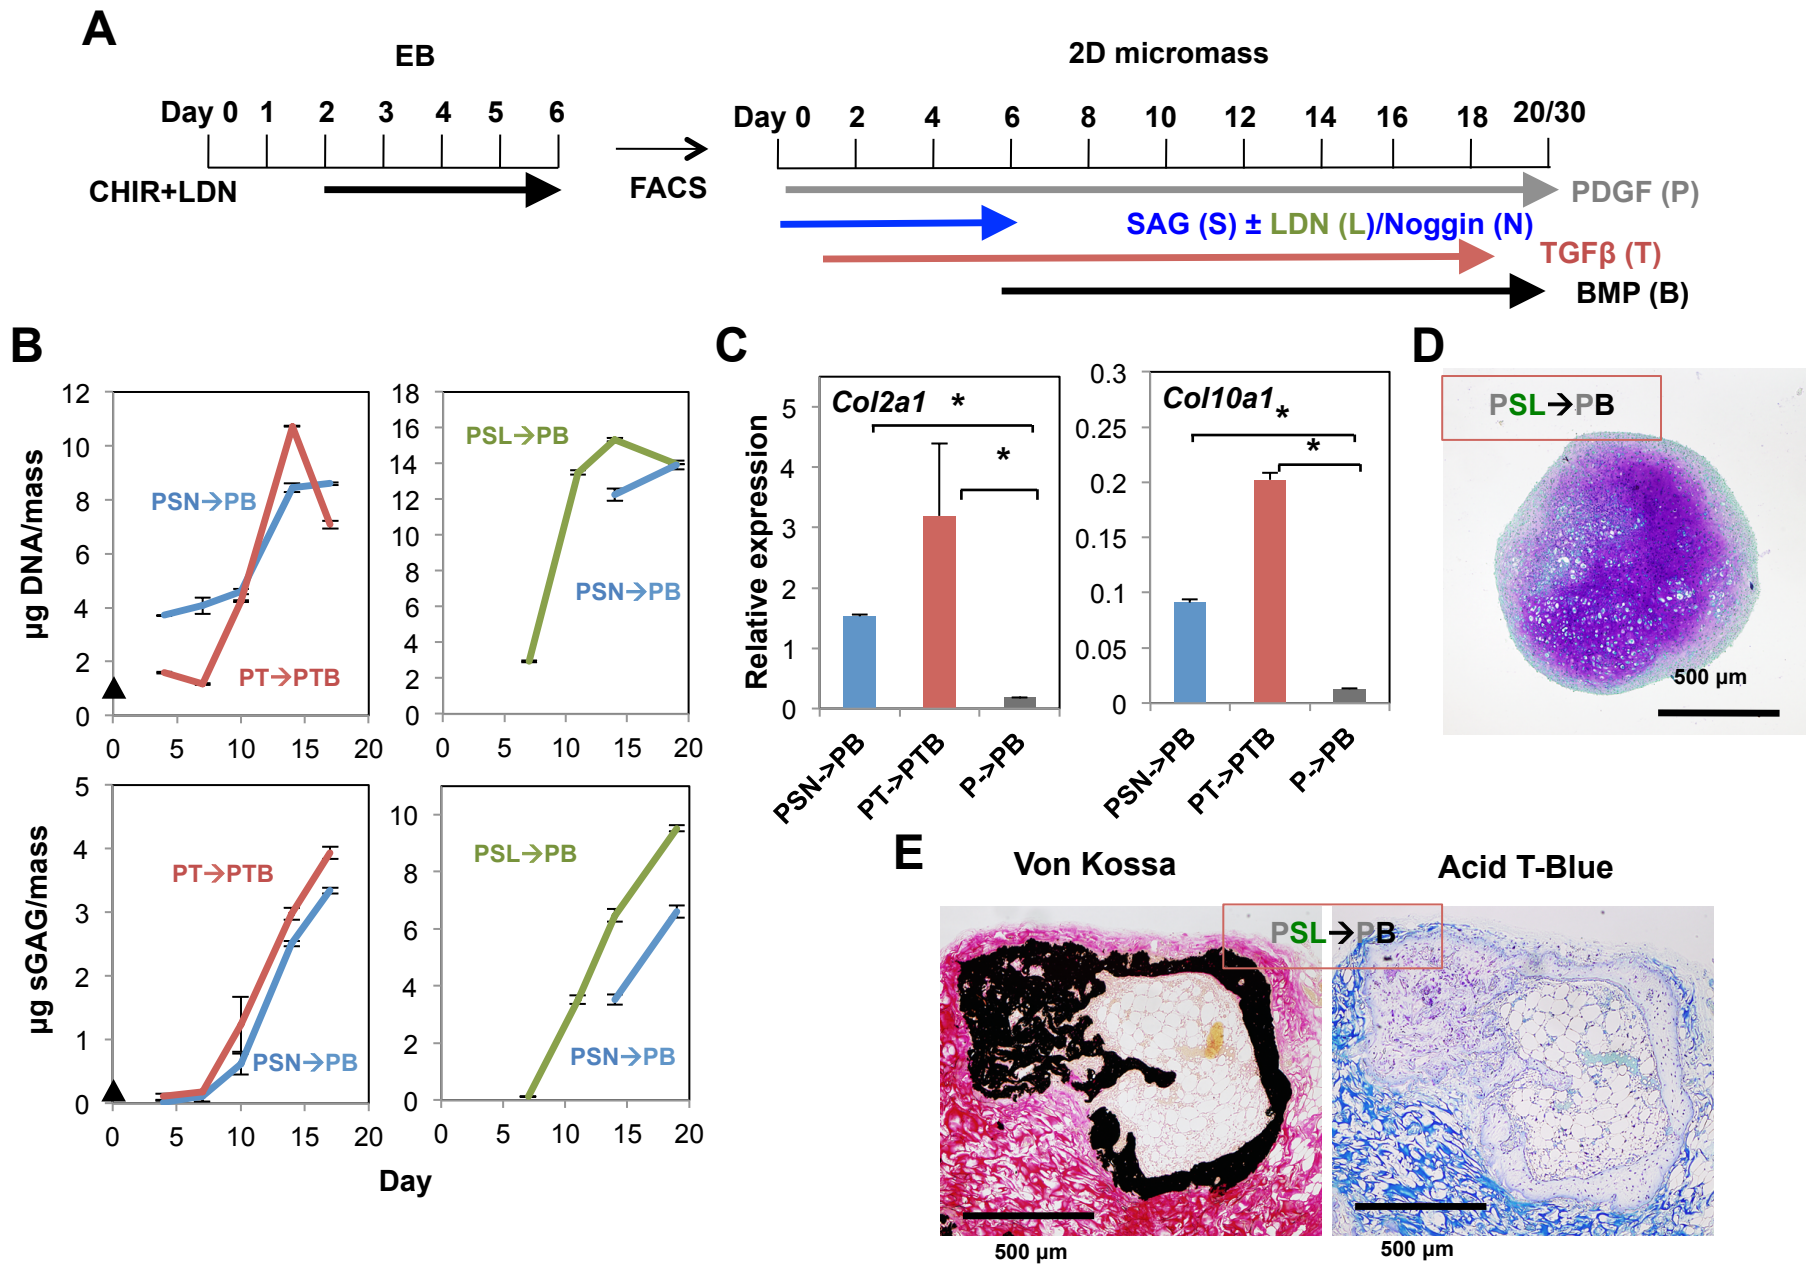 A
EB
2D micromass
Day 0 1 2 3 4 5 6
Day 0 2 4 6 8 10 12 14 16 18 20/30
CHIR+LDN
FACS
PDGF (P)
SAG (S) ± LDN (L)/Noggin (N)
TGFβ (T)
BMP (B)
B
µg DNA/mass
12
10
8
6
4
2
0
PSN→PB
PT→PTB
0 5 10 15 20
18
16
14
12
10
8
6
4
2
0
PSL→PB
PSN→PB
0 5 10 15 20
µg sGAG/mass
5
4
3
2
1
0
PT→PTB
PSN→PB
0 5 10 15 20
10
8
6
4
2
0
PSL→PB
PSN→PB
0 5 10 15 20
Day
C
Relative expression
5
4
3
2
1
0
Col2a1
*
*
PSN->PB
PT->PTB
P->PB
0.3
0.25
0.2
0.15
0.1
0.05
0
Col10a1
*
*
PSN->PB
PT->PTB
P->PB
D
PSL→PB
500 µm
E
Von Kossa
Acid T-Blue
PSL→PB
500 µm
500 µm